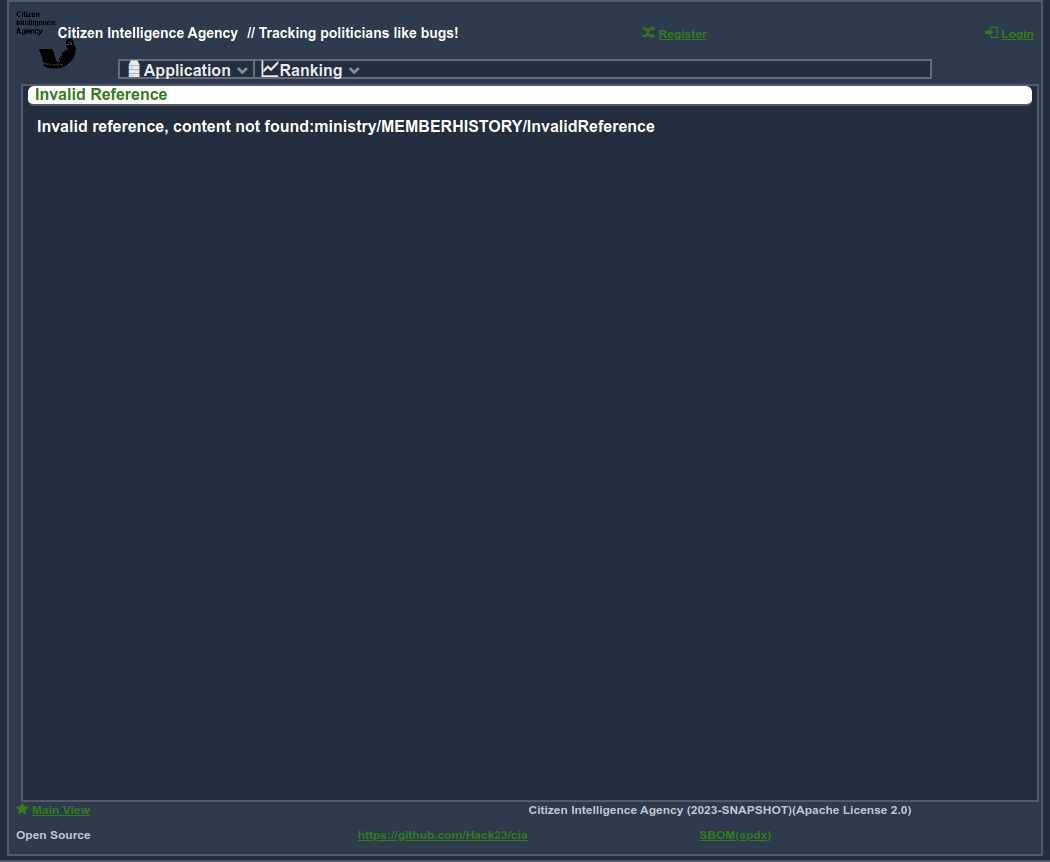 Citizen
Intelligence
Agency
Citizen Intelligence Agency // Tracking politicians like bugs!
Register
Login
Application
Ranking
Invalid Reference
Invalid reference, content not found:ministry/MEMBERHISTORY/InvalidReference
Main View
Citizen Intelligence Agency (2023-SNAPSHOT)(Apache License 2.0)
Open Source
https://github.com/Hack23/cia
SBOM(spdx)